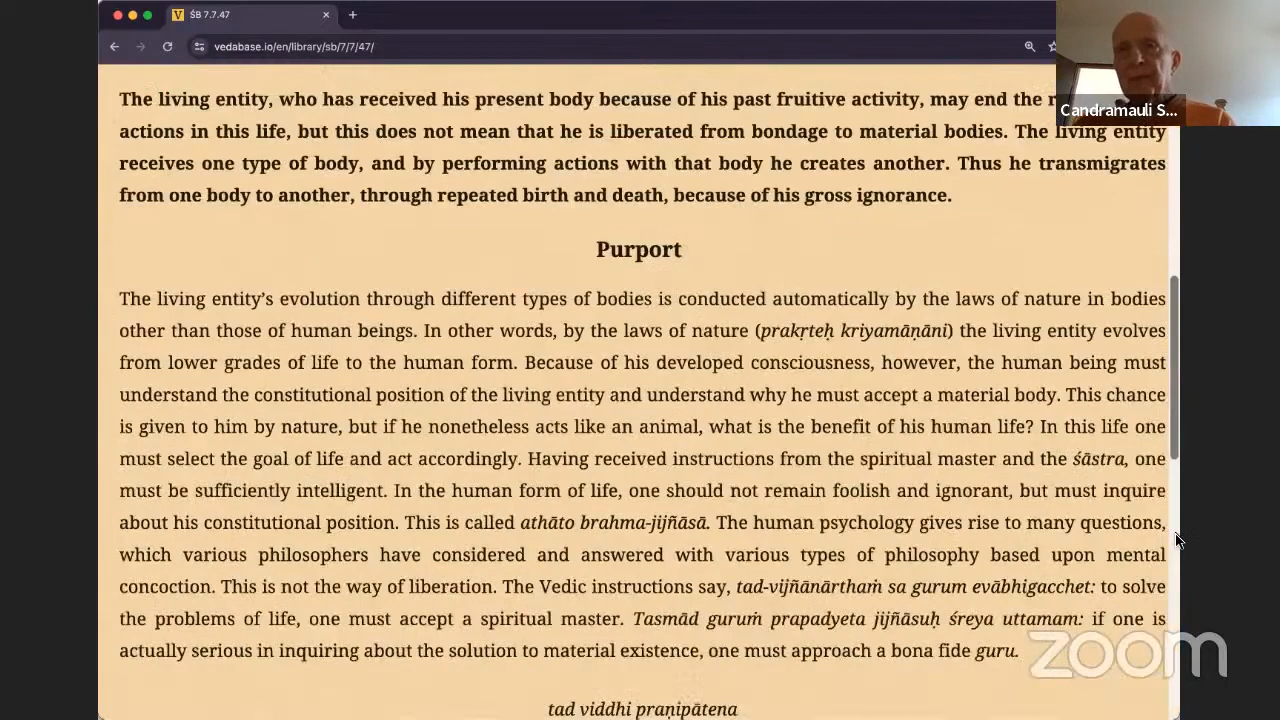 ŚB 7.7.47
vedabase.io/en/library/sb/7/7/47/
The living entity, who has received his present body because of his past fruitive activity, may end the
Candramauli S...
actions in this life, but this does not mean that he is liberated from bondage to material bodies. The living entity
receives one type of body, and by performing actions with that body he creates another. Thus he transmigrates
from one body to another, through repeated birth and death, because of his gross ignorance.
Purport
The living entity’s evolution through different types of bodies is conducted automatically by the laws of nature in bodies
other than those of human beings. In other words, by the laws of nature (prakṛteḥ kriyamāṇāni) the living entity evolves
from lower grades of life to the human form. Because of his developed consciousness, however, the human being must
understand the constitutional position of the living entity and understand why he must accept a material body. This chance
is given to him by nature, but if he nonetheless acts like an animal, what is the benefit of his human life? In this life one
must select the goal of life and act accordingly. Having received instructions from the spiritual master and the śāstra, one
must be sufficiently intelligent. In the human form of life, one should not remain foolish and ignorant, but must inquire
about his constitutional position. This is called athāto brahma-jijñāsā. The human psychology gives rise to many questions,
which various philosophers have considered and answered with various types of philosophy based upon mental
concoction. This is not the way of liberation. The Vedic instructions say, tad-vijñānārthaṁ sa gurum evābhigacchet: to solve
the problems of life, one must accept a spiritual master. Tasmād guruṁ prapadyeta jijñāsuḥ śreya uttamam: if one is
actually serious in inquiring about the solution to material existence, one must approach a bona fide guru.
zoom
tad viddhi praṇipātena